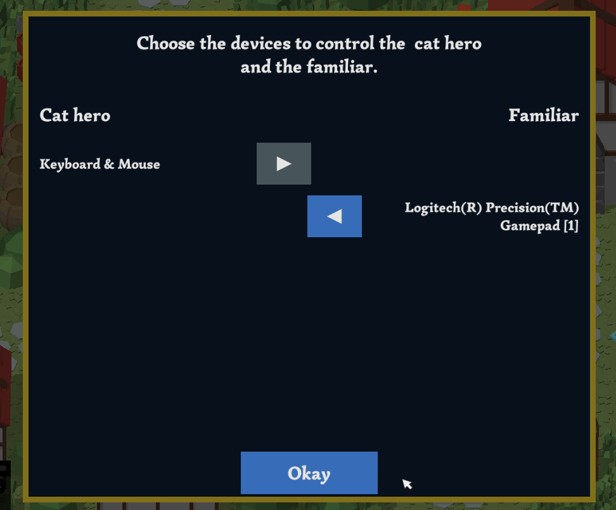 Choose the devices to control the  cat hero
and the familiar.
Cat hero
Familiar
Keyboard & Mouse
Logitech(R) Precision(TM)
Gamepad [1]
Okay